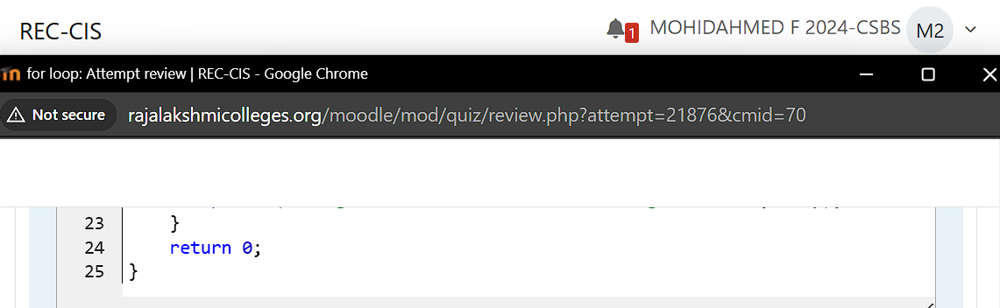 REC-CIS
1
MOHIDAHMED F 2024-CSBS
M2
for loop: Attempt review | REC-CIS - Google Chrome
Not secure
rajalakshmicolleges.org/moodle/mod/quiz/review.php?attempt=21876&cmid=70
23 }
24 return 0;
25 }